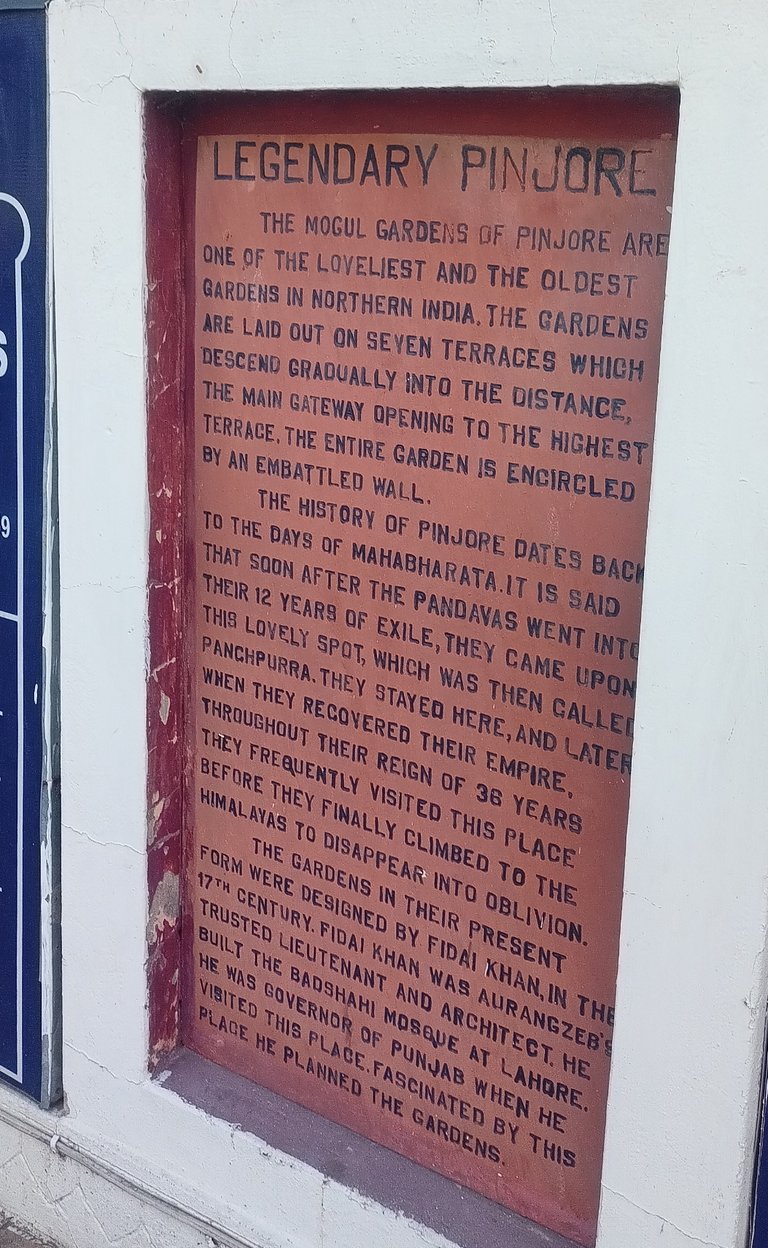 LEGENDARY PINJORE
THE MOGUL GARDENS OF PINJORE ARE
ONE OF THE LOVELIEST AND THE OLDEST
GARDENS IN NORTHERN INDIA. THE GARDENS
ARE LAID OUT ON SEVEN TERRACES WHICH
DESCEND GRADUALLY INTO THE DISTANCE,
THE MAIN GATEWAY OPENING TO THE HIGHEST
TERRACE. THE ENTIRE GARDEN IS ENCIRCLED
BY AN EMBATTLED WALL.
THE HISTORY OF PINJORE DATES BACK
TO THE DAYS OF MAHABHARATA. IT IS SAID
THAT SOON AFTER THE PANDAVAS WENT INTO
THEIR 12 YEARS OF EXILE, THEY CAME UPON
THIS LOVELY SPOT, WHICH WAS THEN CALLED
PANCHPURRA. THEY STAYED HERE, AND LATER
WHEN THEY RECOVERED THEIR EMPIRE,
THROUGHOUT THEIR REIGN OF 36 YEARS
THEY FREQUENTLY VISITED THIS PLACE
BEFORE THEY FINALLY CLIMBED TO THE
HIMALAYAS TO DISAPPEAR INTO OBLIVION.
THE GARDENS IN THEIR PRESENT
FORM WERE DESIGNED BY FIDAI KHAN, IN THE
17TH CENTURY. FIDAI KHAN WAS AURANGZEB'S
TRUSTED LIEUTENANT AND ARCHITECT. HE
BUILT THE BADSHAHI MOSQUE AT LAHORE.
HE WAS GOVERNOR OF PUNJAB WHEN HE
VISITED THIS PLACE. FASCINATED BY THIS
PLACE HE PLANNED THE GARDENS.
S
9